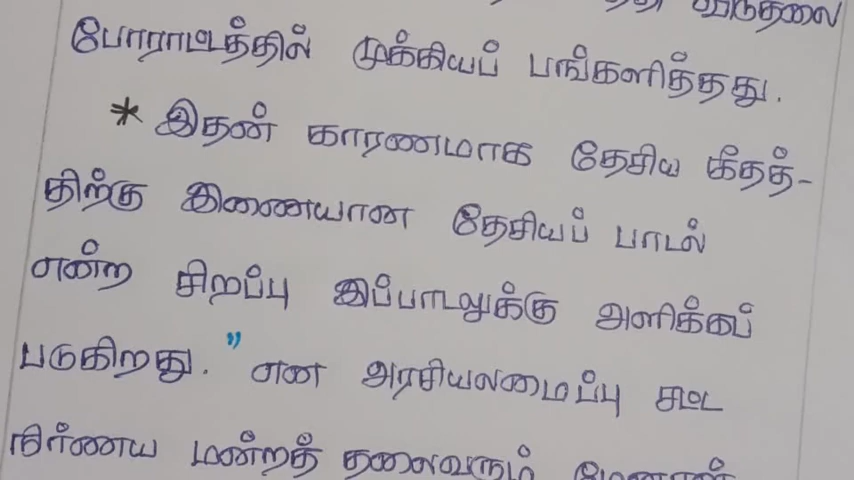 விடுதலை
போராட்டத்தில் முக்கியப் பங்களித்தது.
* இதன் காரணமாக தேசிய கீதத்-
திற்கு இணையான தேசியப் பாடல்
என்ற சிறப்பு இப்பாடலுக்கு அளிக்கப்
படுகிறது." என அரசியலமைப்பு சட்ட
நிர்ணய மன்றத் தலைவரும்